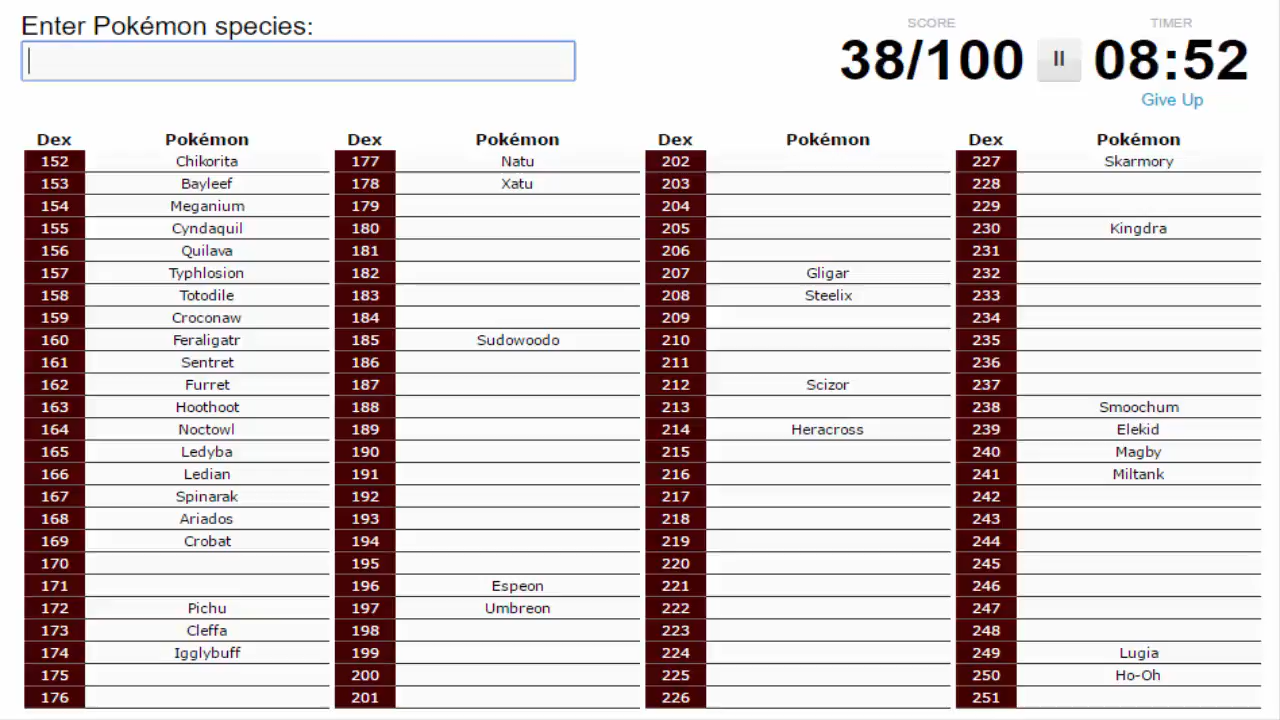 Enter Pokémon species:
SCORE
TIMER
38/100
08:52
Give Up
Dex Pokémon Dex Pokémon Dex Pokémon Dex Pokémon
152 Chikorita 177 Natu 202 227 Skarmory
153 Bayleef 178 Xatu 203 228
154 Meganium 179 204 229
155 Cyndaquil 180 205 230 Kingdra
156 Quilava 181 206 231
157 Typhlosion 182 207 Gligar 232
158 Totodile 183 208 Steelix 233
159 Croconaw 184 209 234
160 Feraligatr 185 Sudowoodo 210 235
161 Sentret 186 211 236
162 Furret 187 212 Scizor 237
163 Hoothoot 188 213 238 Smoochum
164 Noctowl 189 214 Heracross 239 Elekid
165 Ledyba 190 215 240 Magby
166 Ledian 191 216 241 Miltank
167 Spinarak 192 217 242
168 Ariados 193 218 243
169 Crobat 194 219 244
170 195 220 245
171 196 Espeon 221 246
172 Pichu 197 Umbreon 222 247
173 Cleffa 198 223 248
174 Igglybuff 199 224 249 Lugia
175 200 225 250 Ho-Oh
176 201 226 251